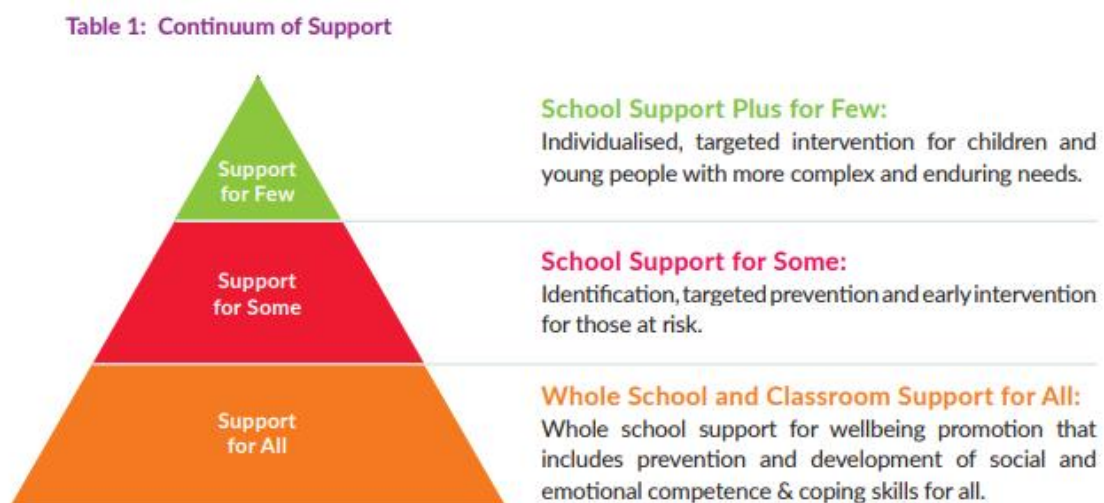 Table 1: Continuum of Support
Support
for Few
School Support Plus for Few:
Individualised, targeted intervention for children and
young people with more complex and enduring needs.
Support
for Some
School Support for Some:
Identification, targeted prevention and early intervention
for those at risk.
Support
for All
Whole School and Classroom Support for All:
Whole school support for wellbeing promotion that
includes prevention and development of social and
emotional competence & coping skills for all.